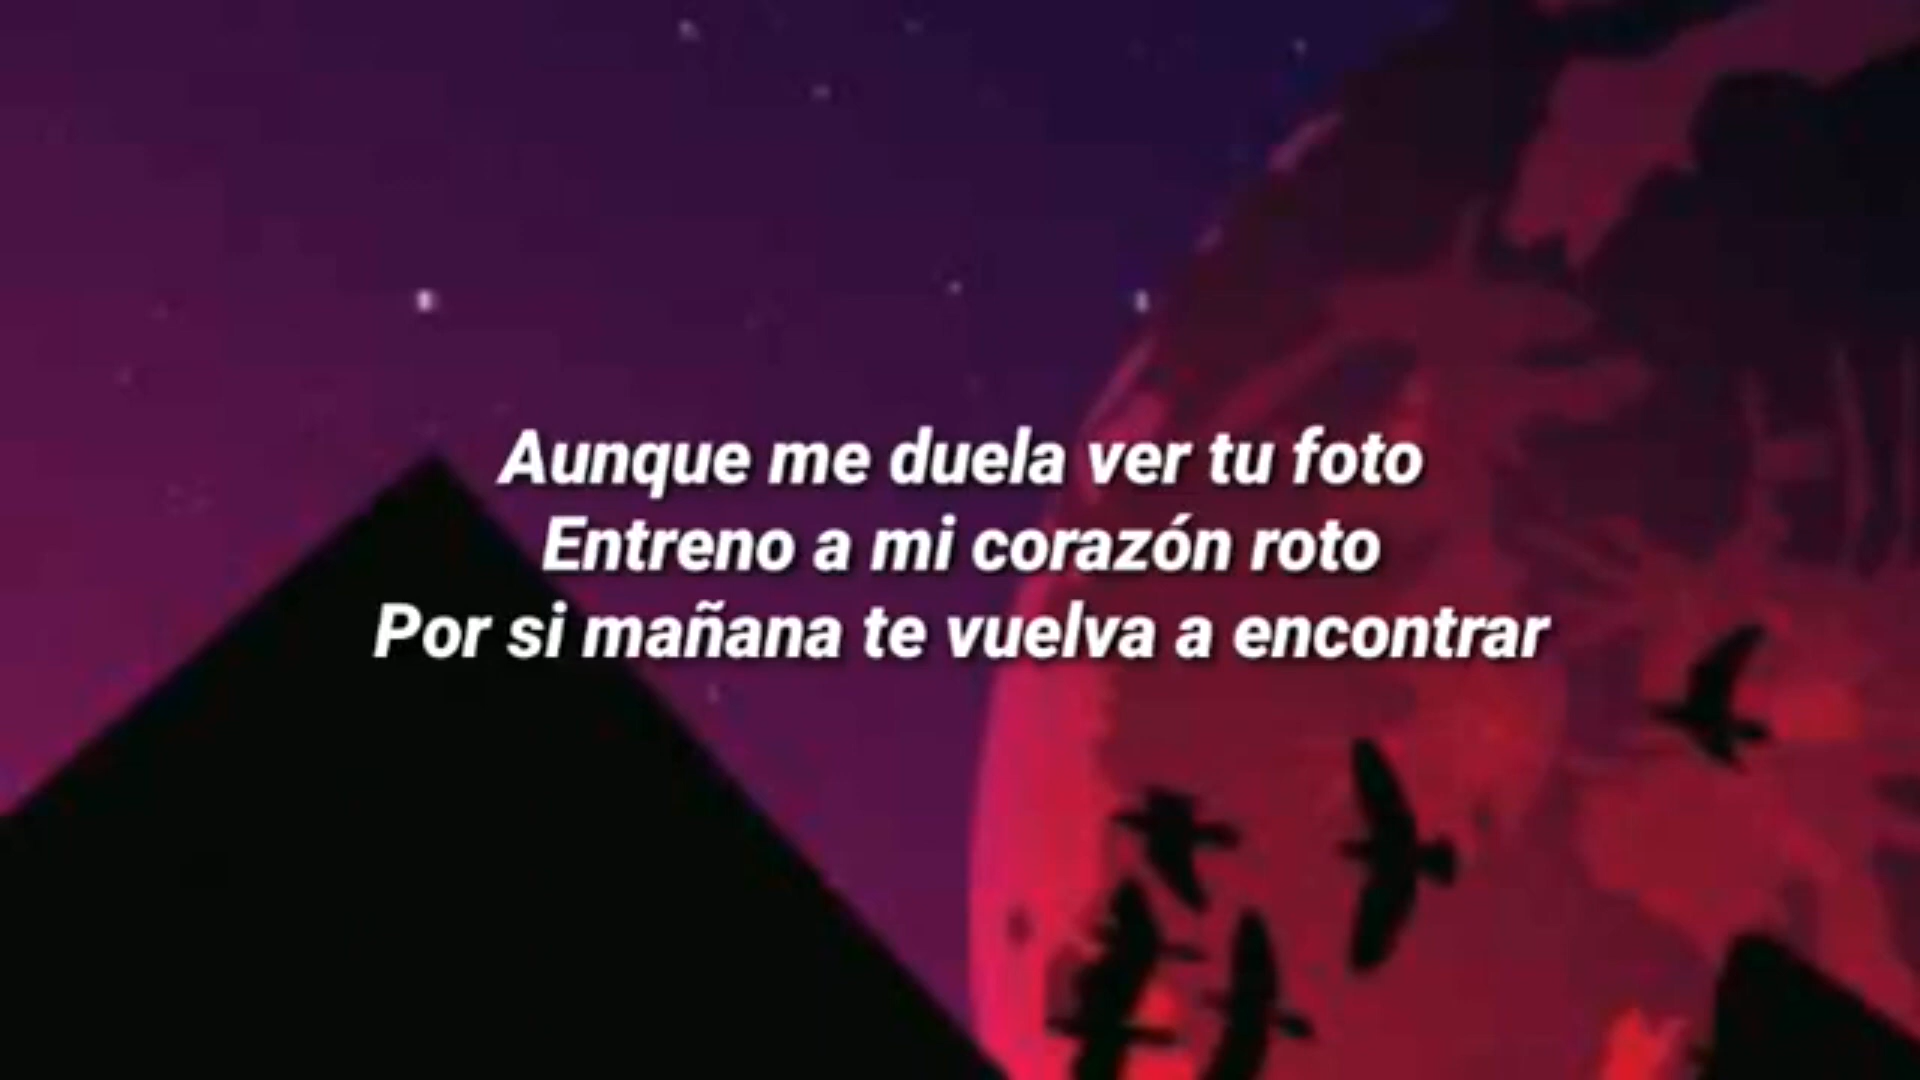 Aunque me duela ver tu foto
Entreno a mi corazón roto
Por si mañana te vuelva a encontrar